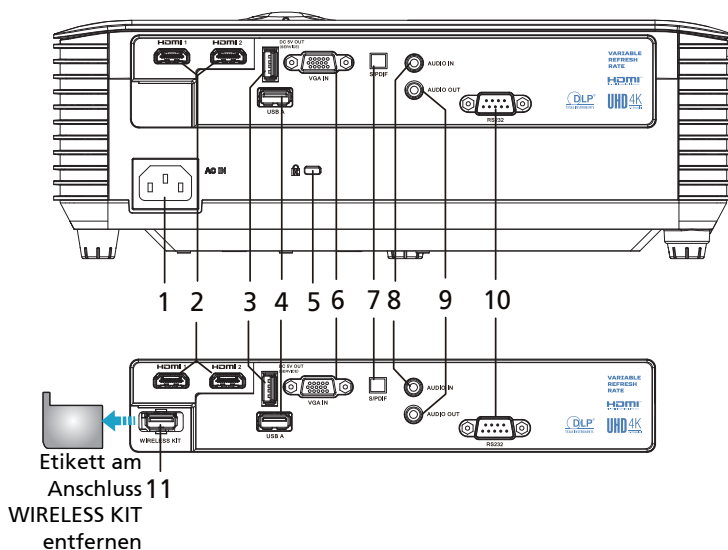 HDMI 1
HDMI 2
DC 5V OUT
(SERVICE)
VGA IN
S/PDIF
AUDIO IN
AUDIO OUT
USB A
RS232
VARIABLE
REFRESH
RATE
HDMI
DLP
UHD 4K
AC IN
1 2 3 4 5 6 7 8 9 10
HDMI 1
HDMI 2
DC 5V OUT
(SERVICE)
VGA IN
S/PDIF
AUDIO IN
AUDIO OUT
USB A
RS232
VARIABLE
REFRESH
RATE
HDMI
DLP
UHD 4K
WIRELESS KIT
Etikett am
Anschluss 11
WIRELESS KIT
entfernen